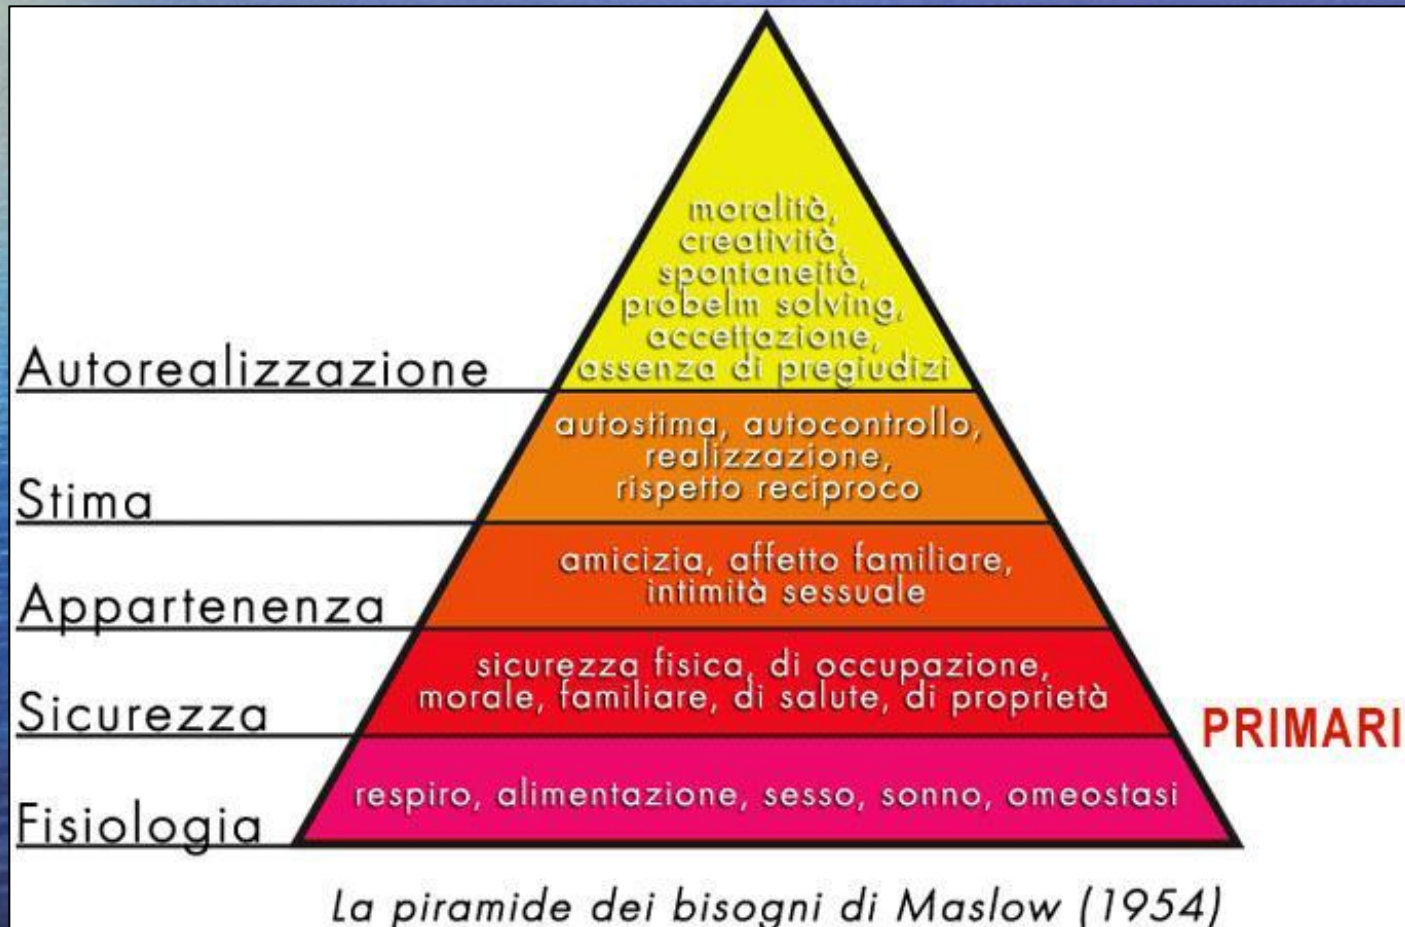 moralità,
creatività,
spontaneità,
probelm solving,
accettazione,
assenza di pregiudizi
Autorealizzazione
autostima, autocontrollo,
realizzazione,
rispetto reciproco
Stima
amicizia, affetto familiare,
intimità sessuale
Appartenenza
sicurezza fisica, di occupazione,
morale, familiare, di salute, di proprietà
Sicurezza
PRIMARI
respiro, alimentazione, sesso, sonno, omeostasi
Fisiologia
La piramide dei bisogni di Maslow (1954)